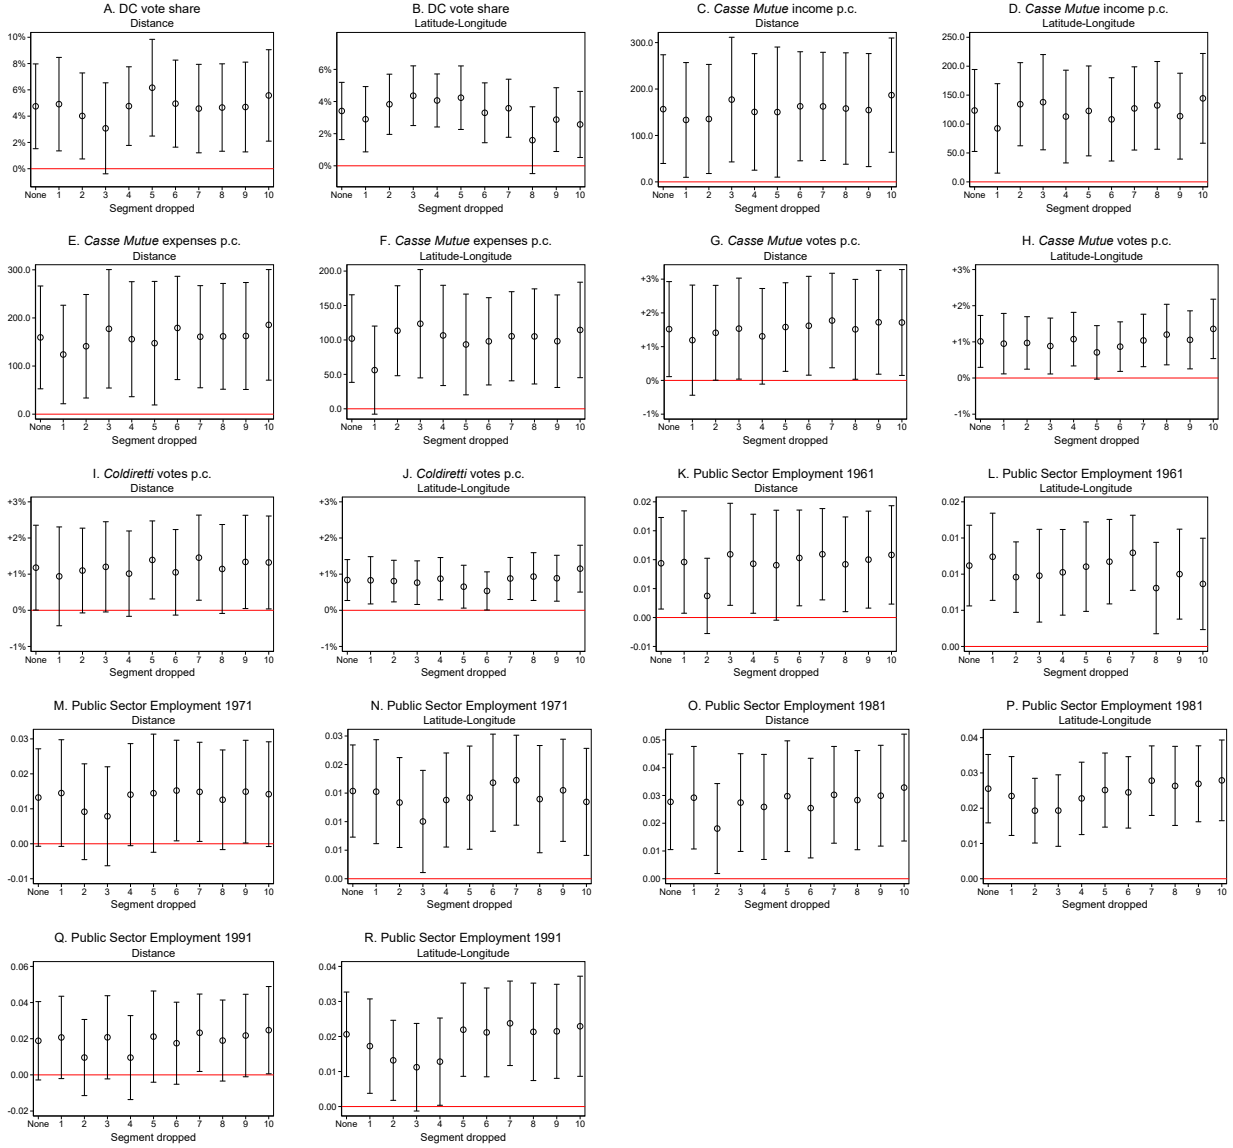 A. DC vote share
Distance
10%
8%
6%
4%
2%
0%
None 1 2 3 4 5 6 7 8 9 10
Segment dropped
B. DC vote share
Latitude-Longitude
6%
4%
2%
0%
None 1 2 3 4 5 6 7 8 9 10
Segment dropped
C. Casse Mutue income p.c.
Distance
300.0
200.0
100.0
0.0
None 1 2 3 4 5 6 7 8 9 10
Segment dropped
D. Casse Mutue income p.c.
Latitude-Longitude
250.0
200.0
150.0
100.0
50.0
0.0
None 1 2 3 4 5 6 7 8 9 10
Segment dropped
E. Casse Mutue expenses p.c.
Distance
300.0
200.0
100.0
0.0
None 1 2 3 4 5 6 7 8 9 10
Segment dropped
F. Casse Mutue expenses p.c.
Latitude-Longitude
200.0
150.0
100.0
50.0
0.0
None 1 2 3 4 5 6 7 8 9 10
Segment dropped
G. Casse Mutue votes p.c.
Distance
+3%
+2%
+1%
0%
-1%
None 1 2 3 4 5 6 7 8 9 10
Segment dropped
H. Casse Mutue votes p.c.
Latitude-Longitude
+3%
+2%
+1%
0%
-1%
None 1 2 3 4 5 6 7 8 9 10
Segment dropped
I. Coldiretti votes p.c.
Distance
+3%
+2%
+1%
0%
-1%
None 1 2 3 4 5 6 7 8 9 10
Segment dropped
J. Coldiretti votes p.c.
Latitude-Longitude
+3%
+2%
+1%
0%
-1%
None 1 2 3 4 5 6 7 8 9 10
Segment dropped
K. Public Sector Employment 1961
Distance
0.02
0.01
0.01
0.00
-0.01
None 1 2 3 4 5 6 7 8 9 10
Segment dropped
L. Public Sector Employment 1961
Latitude-Longitude
0.02
0.01
0.01
0.00
None 1 2 3 4 5 6 7 8 9 10
Segment dropped
M. Public Sector Employment 1971
Distance
0.03
0.02
0.01
0.00
-0.01
None 1 2 3 4 5 6 7 8 9 10
Segment dropped
N. Public Sector Employment 1971
Latitude-Longitude
0.03
0.02
0.01
0.01
0.01
0.00
None 1 2 3 4 5 6 7 8 9 10
Segment dropped
O. Public Sector Employment 1981
Distance
0.05
0.04
0.03
0.02
0.01
0.00
None 1 2 3 4 5 6 7 8 9 10
Segment dropped
P. Public Sector Employment 1981
Latitude-Longitude
0.04
0.03
0.02
0.01
0.00
None 1 2 3 4 5 6 7 8 9 10
Segment dropped
Q. Public Sector Employment 1991
Distance
0.06
0.04
0.02
0.00
-0.02
None 1 2 3 4 5 6 7 8 9 10
Segment dropped
R. Public Sector Employment 1991
Latitude-Longitude
0.04
0.03
0.02
0.01
0.00
None 1 2 3 4 5 6 7 8 9 10
Segment dropped